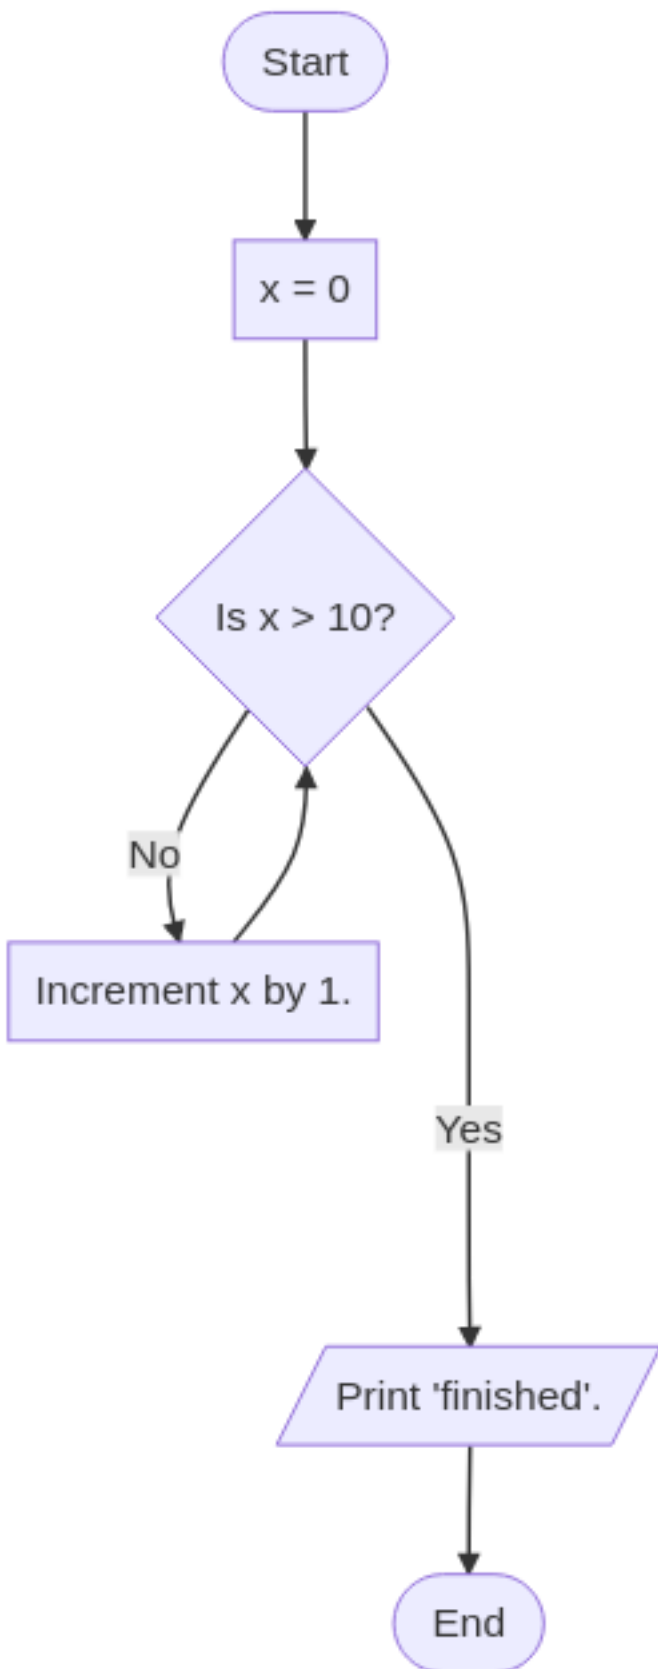 Start
x = 0
Is x > 10?
No
Increment x by 1.
Yes
Print 'finished'.
End